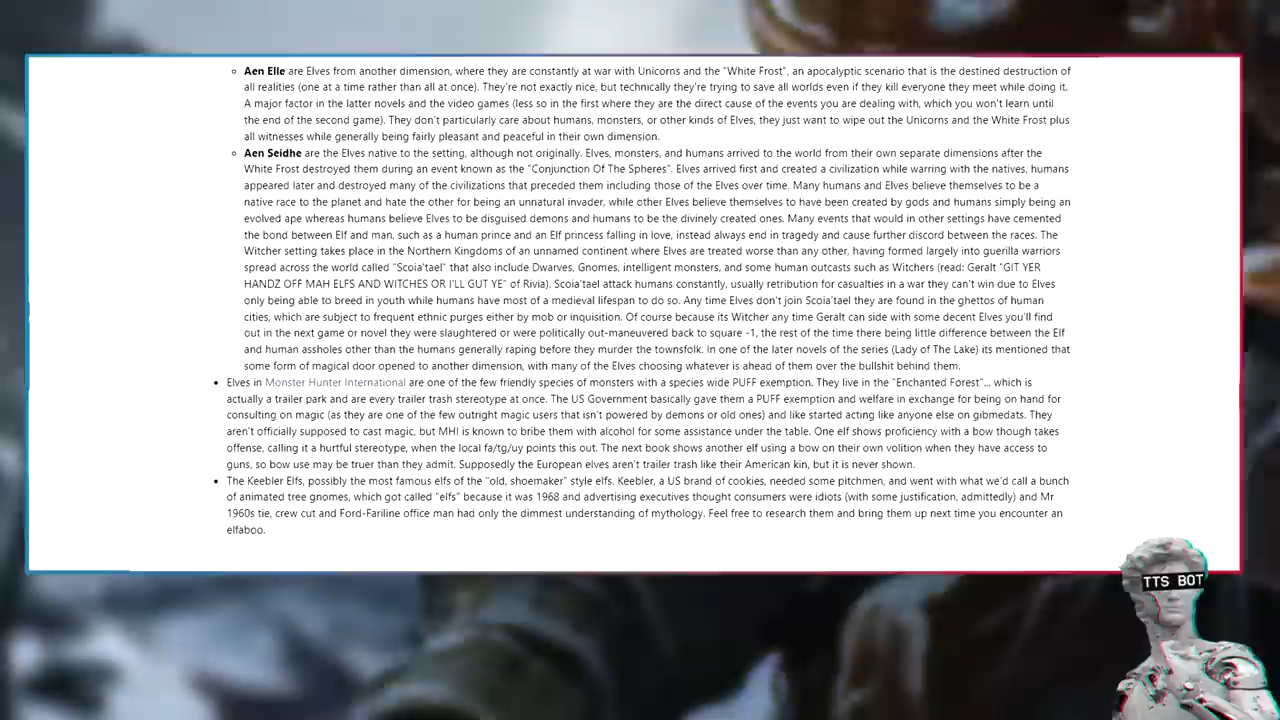 Aen Elle are Elves from another dimension, where they are constantly at war with Unicorns and the "White Frost", an apocalyptic scenario that is the destined destruction of
all realities (one at a time rather than all at once). They're not exactly nice, but technically they're trying to save all worlds even if they kill everyone they meet while doing it.
A major factor in the latter novels and the video games (less so in the first where they are the direct cause of the events you are dealing with, which you won't learn until
the end of the second game). They don't particularly care about humans, monsters, or other kinds of Elves, they just want to wipe out the Unicorns and the White Frost plus
all witnesses while generally being fairly pleasant and peaceful in their own dimension.
Aen Seidhe are the Elves native to the setting, although not originally. Elves, monsters, and humans arrived to the world from their own separate dimensions after the
White Frost destroyed them during an event known as the "Conjunction Of The Spheres". Elves arrived first and created a civilization while warring with the natives, humans
appeared later and destroyed many of the civilizations that preceded them including those of the Elves over time. Many humans and Elves believe themselves to be a
native race to the planet and hate the other for being an unnatural invader, while other Elves believe themselves to have been created by gods and humans simply being an
evolved ape whereas humans believe Elves to be disguised demons and humans to be the divinely created ones. Many events that would in other settings have cemented
the bond between Elf and man, such as a human prince and an Elf princess falling in love, instead always end in tragedy and cause further discord between the races. The
Witcher setting takes place in the Northern Kingdoms of an unnamed continent where Elves are treated worse than any other, having formed largely into guerilla warriors
spread across the world called "Scoia'tael" that also include Dwarves, Gnomes, intelligent monsters, and some human outcasts such as Witchers (read: Geralt "GIT YER
HANDZ OFF MAH ELFS AND WITCHES OR I'LL GUT YE" of Rivia). Scoia'tael attack humans constantly, usually retribution for casualties in a war they can't win due to Elves
only being able to breed in youth while humans have most of a medieval lifespan to do so. Any time Elves don't join Scoia'tael they are found in the ghettos of human
cities, which are subject to frequent ethnic purges either by mob or inquisition. Of course because its Witcher any time Geralt can side with some decent Elves you'll find
out in the next game or novel they were slaughtered or were politically out-maneuvered back to square -1, the rest of the time there being little difference between the Elf
and human assholes other than the humans generally raping before they murder the townsfolk. In one of the later novels of the series (Lady of The Lake) its mentioned that
some form of magical door opened to another dimension, with many of the Elves choosing whatever is ahead of them over the bullshit behind them.
Elves in Monster Hunter International are one of the few friendly species of monsters with a species wide PUFF exemption. They live in the "Enchanted Forest"... which is
actually a trailer park and are every trailer trash stereotype at once. The US Government basically gave them a PUFF exemption and welfare in exchange for being on hand for
consulting on magic (as they are one of the few outright magic users that isn't powered by demons or old ones) and like started acting like anyone else on gibmedats. They
aren't officially supposed to cast magic, but MHI is known to bribe them with alcohol for some assistance under the table. One elf shows proficiency with a bow though takes
offense, calling it a hurtful stereotype, when the local fa/tg/uy points this out. The next book shows another elf using a bow on their own volition when they have access to
guns, so bow use may be truer than they admit. Supposedly the European elves aren't trailer trash like their American kin, but it is never shown.
The Keebler Elfs, possibly the most famous elfs of the "old, shoemaker" style elfs. Keebler, a US brand of cookies, needed some pitchmen, and went with what we'd call a bunch
of animated tree gnomes, which got called "elfs" because it was 1968 and advertising executives thought consumers were idiots (with some justification, admittedly) and Mr
1960s tie, crew cut and Ford-Fariline office man had only the dimmest understanding of mythology. Feel free to research them and bring them up next time you encounter an
elfaboo.
TTS BOT